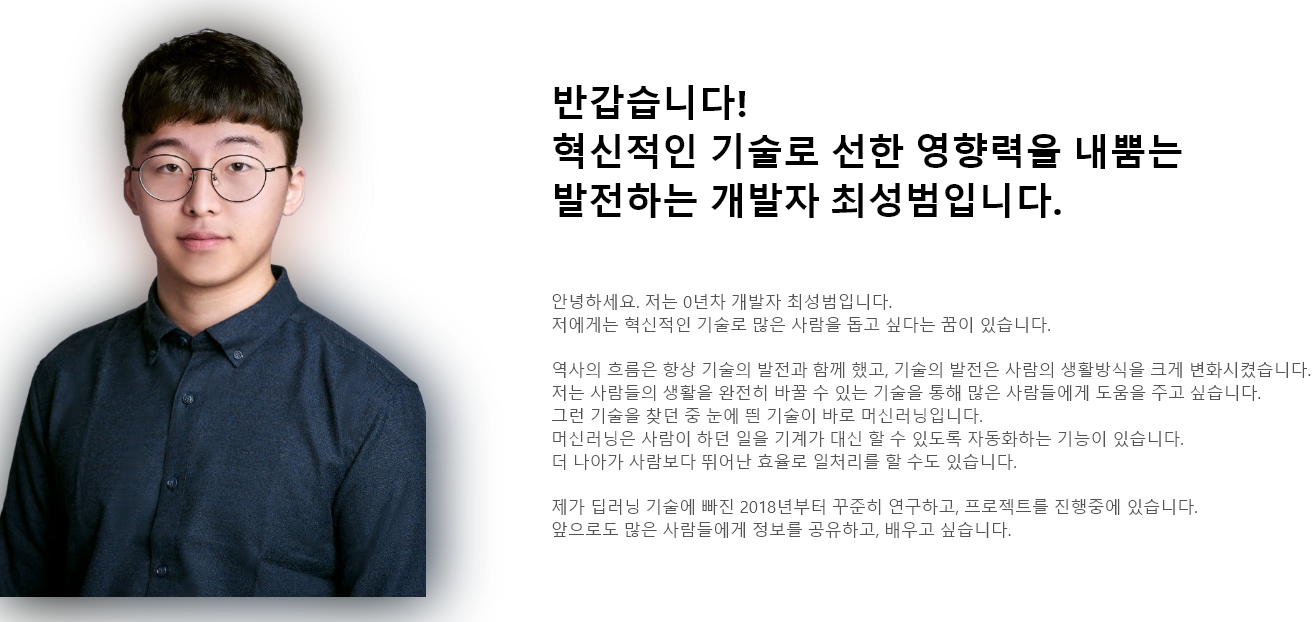 반갑습니다!
혁신적인 기술로 선한 영향력을 내뿜는
발전하는 개발자 최성범입니다.
안녕하세요. 저는 0년차 개발자 최성범입니다.
저에게는 혁신적인 기술로 많은 사람을 돕고 싶다는 꿈이 있습니다.
역사의 흐름은 항상 기술의 발전과 함께 했고, 기술의 발전은 사람의 생활방식을 크게 변화시켰습니다.
저는 사람들의 생활을 완전히 바꿀 수 있는 기술을 통해 많은 사람들에게 도움을 주고 싶습니다.
그런 기술을 찾던 중 눈에 띈 기술이 바로 머신러닝입니다.
머신러닝은 사람이 하던 일을 기계가 대신 할 수 있도록 자동화하는 기능이 있습니다.
더 나아가 사람보다 뛰어난 효율로 일처리를 할 수도 있습니다.
제가 딥러닝 기술에 빠진 2018년부터 꾸준히 연구하고, 프로젝트를 진행중에 있습니다.
앞으로도 많은 사람들에게 정보를 공유하고, 배우고 싶습니다.